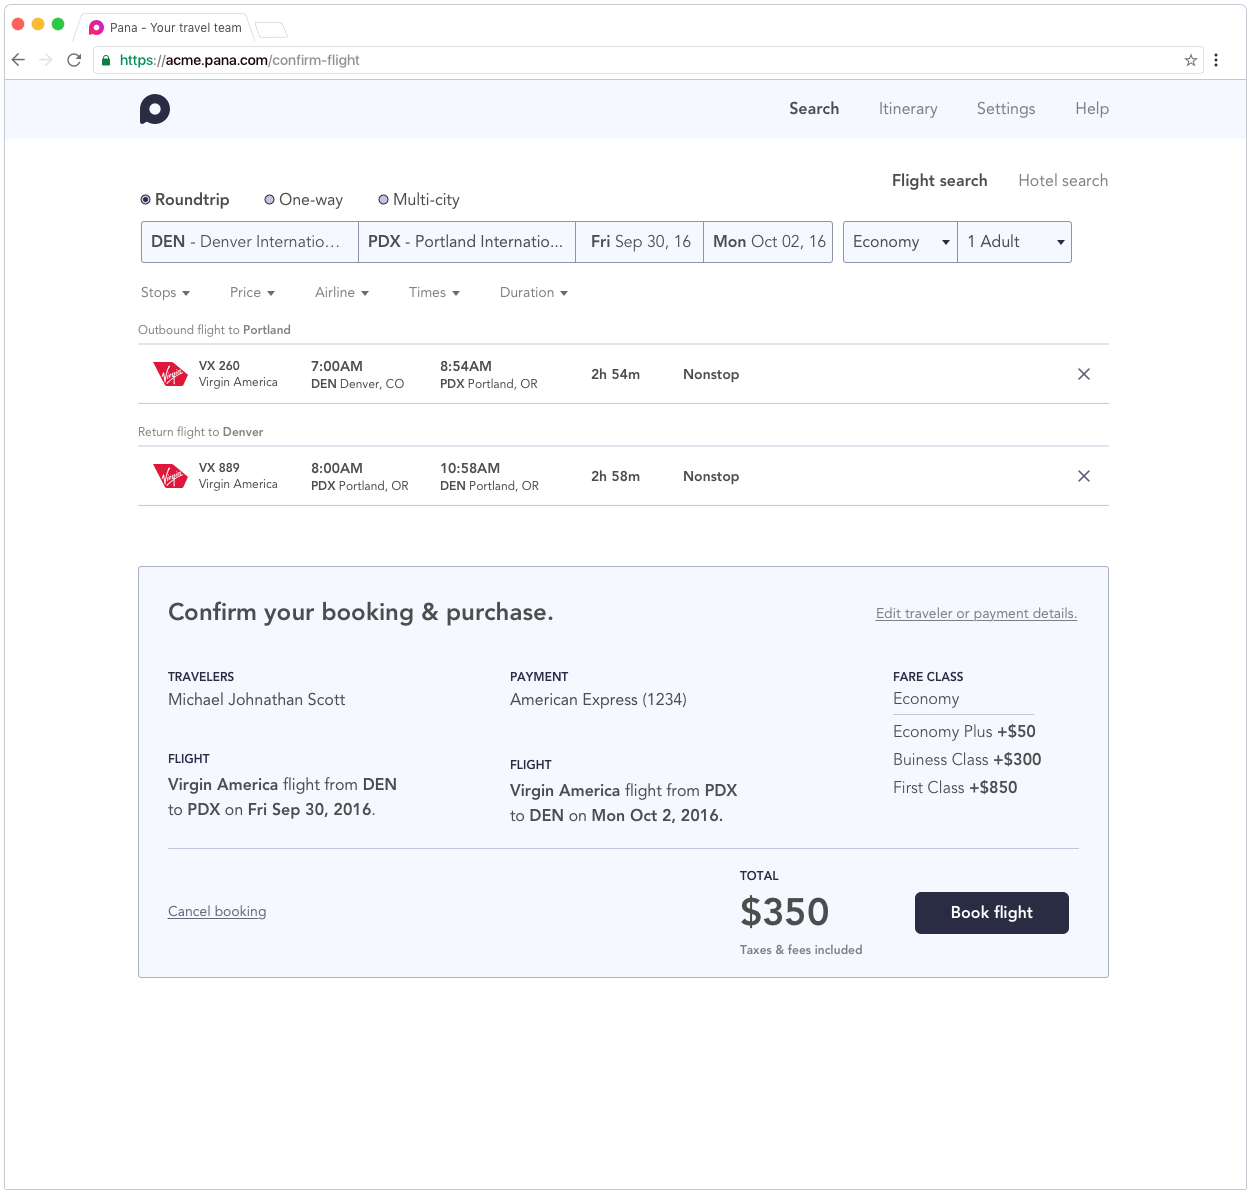 Pana - Your travel team
https://acme.pana.com/confirm-flight
Search Itinerary Settings Help
Flight search Hotel search
Roundtrip One-way Multi-city
DEN - Denver Internatio... PDX - Portland Internatio... Fri Sep 30, 16 Mon Oct 02, 16 Economy 1 Adult
Stops Price Airline Times Duration
Outbound flight to Portland
VX 260 7:00AM 8:54AM
Virgin America DEN Denver, CO PDX Portland, OR
Virgin 2h 54m Nonstop
Return flight to Denver
VX 889 8:00AM 10:58AM
Virgin America PDX Portland, OR DEN Portland, OR
Virgin 2h 58m Nonstop
Confirm your booking & purchase.
Edit traveler or payment details.
TRAVELERS
Michael Johnathan Scott
PAYMENT
American Express (1234)
FARE CLASS
Economy
Economy Plus +$50
Buiness Class +$300
First Class +$850
FLIGHT
Virgin America flight from DEN
to PDX on Fri Sep 30, 2016.
FLIGHT
Virgin America flight from PDX
to DEN on Mon Oct 2, 2016.
Cancel booking
TOTAL
$350
Taxes & fees included
Book flight